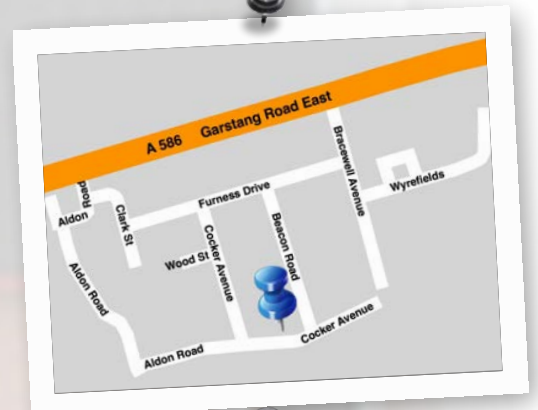 A 586 Garstang Road East
Bracewell Avenue
Wyrefields
Furness Drive
Road
Aldon
Clark St
Cocker Avenue
Beacon Road
Wood St
Aldon Road
Cocker Avenue
Aldon Road